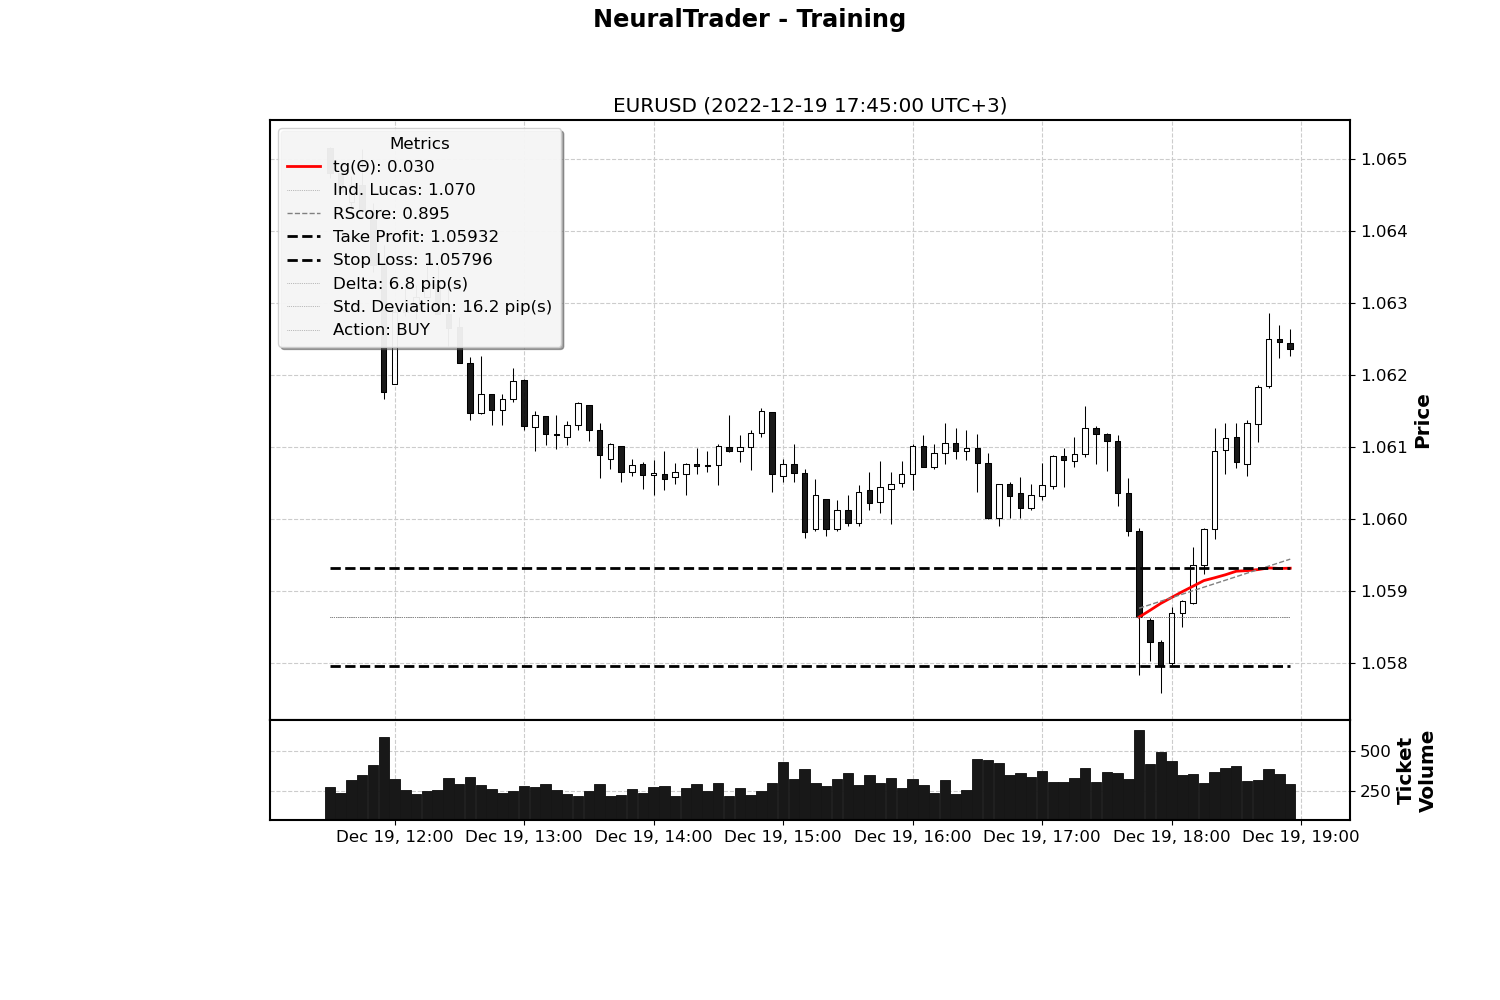 NeuralTrader - Training
EURUSD (2022-12-19 17:45:00 UTC+3)
Metrics
tg(Θ): 0.030
Ind. Lucas: 1.070
RScore: 0.895
Take Profit: 1.05932
Stop Loss: 1.05796
Delta: 6.8 pip(s)
Std. Deviation: 16.2 pip(s)
Action: BUY
1.065
1.064
1.063
1.062
1.061
1.060
1.059
1.058
Price
500
250
Ticket
Volume
Dec 19, 12:00
Dec 19, 13:00
Dec 19, 14:00
Dec 19, 15:00
Dec 19, 16:00
Dec 19, 17:00
Dec 19, 18:00
Dec 19, 19:00